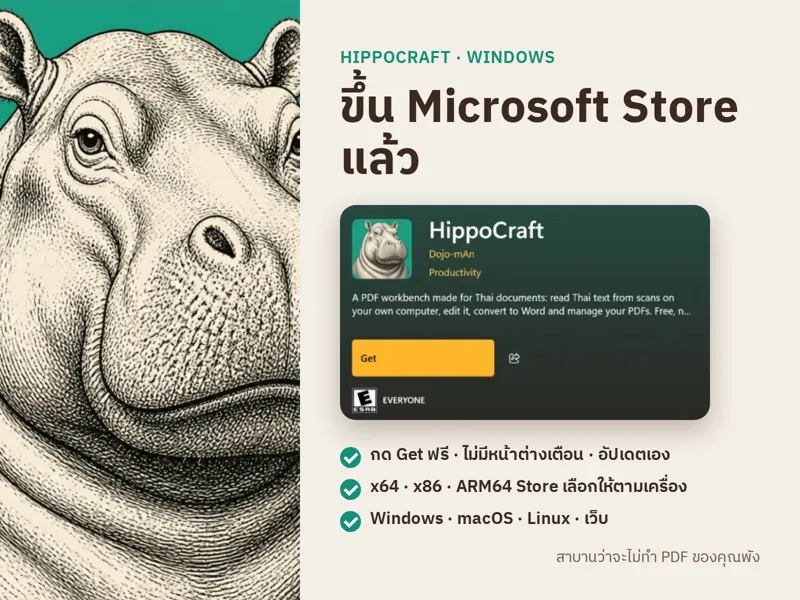 HIPPOCRAFT · WINDOWS
ขึ้น Microsoft Store
แล้ว
HippoCraft
Dojo-mAn
Productivity
A PDF workbench made for Thai documents: read Thai text from scans on
your own computer, edit it, convert to Word and manage your PDFs. Free, n...
Get
E
ESRB
EVERYONE
กด Get ฟรี · ไม่มีหน้าต่างเตือน · อัปเดตเอง
x64 · x86 · ARM64 Store เลือกให้ตามเครื่อง
Windows · macOS · Linux · เว็บ
สาบานว่าจะไม่ทำ PDF ของคุณพัง